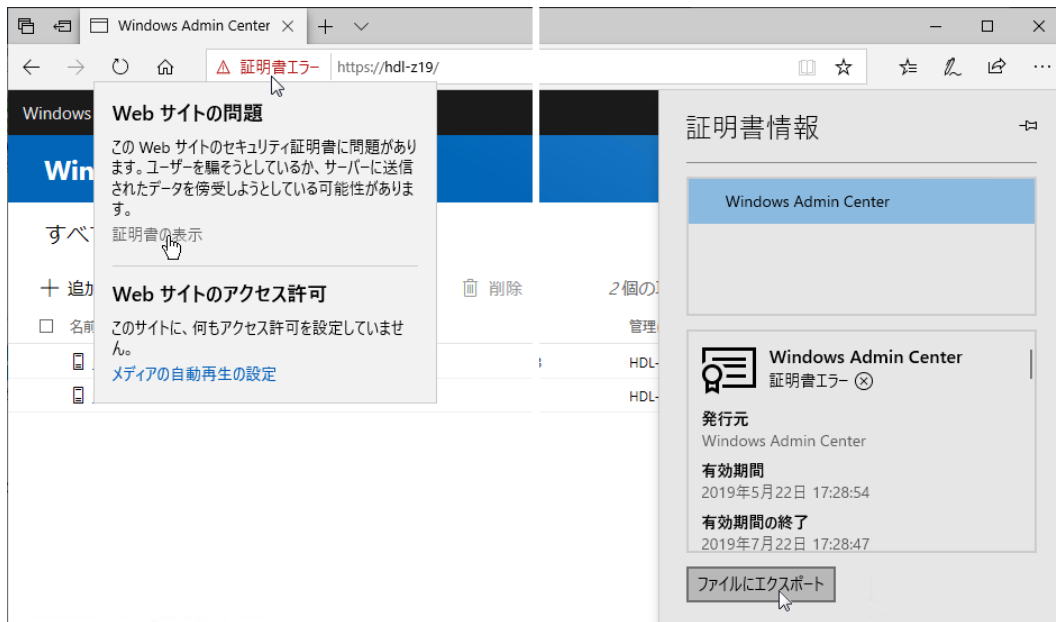 Windows Admin Center
証明書エラー
https://hdl-z19/
Windows
Win
すべ
追加
名前
Web サイトの問題
この Web サイトのセキュリティ証明書に問題があり
ます。ユーザーを騙そうとしているか、サーバーに送信
されたデータを傍受しようとしている可能性がありま
す。
証明書の表示
Web サイトのアクセス許可
このサイトに、何もアクセス許可を設定していませ
ん。
メディアの自動再生の設定
削除
2個の
管理
HDL-
HDL-
証明書情報
Windows Admin Center
Windows Admin Center
証明書エラー
発行元
Windows Admin Center
有効期間
2019年5月22日 17:28:54
有効期間の終了
2019年7月22日 17:28:47
ファイルにエクスポート